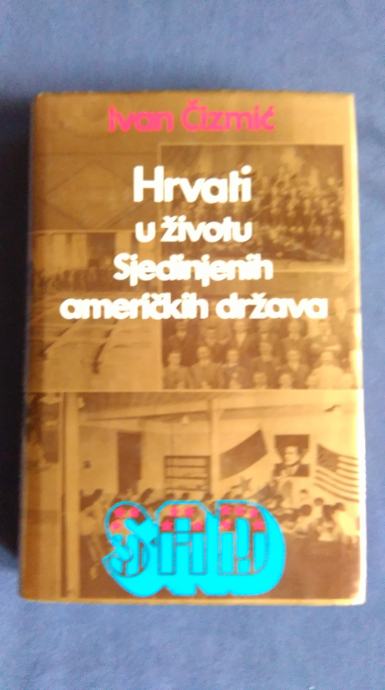 Ivan Čizmić
Hrvati
u životu
Sjedinjenih
američkih država
SAD